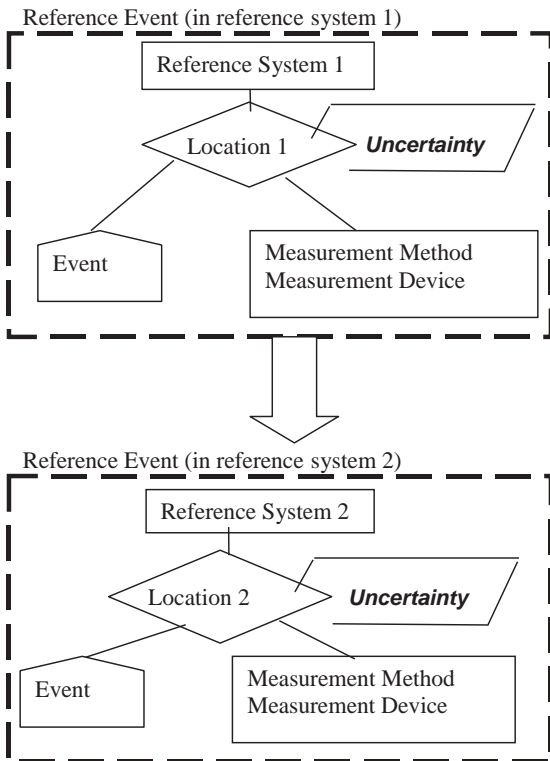 Reference Event (in reference system 1)
Reference System 1
Location 1
Uncertainty
Event
Measurement Method
Measurement Device
Reference Event (in reference system 2)
Reference System 2
Location 2
Uncertainty
Event
Measurement Method
Measurement Device